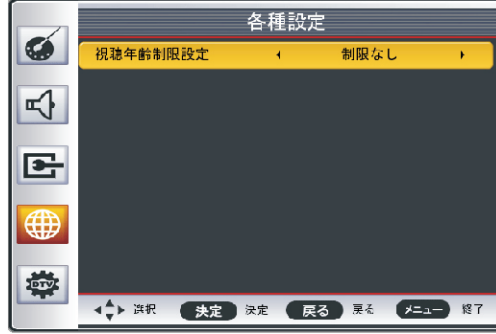 各種設定
視聴年齢制限設定 制限なし
DTV
選択 決定 決定 戻る 戻る メニュー 終了